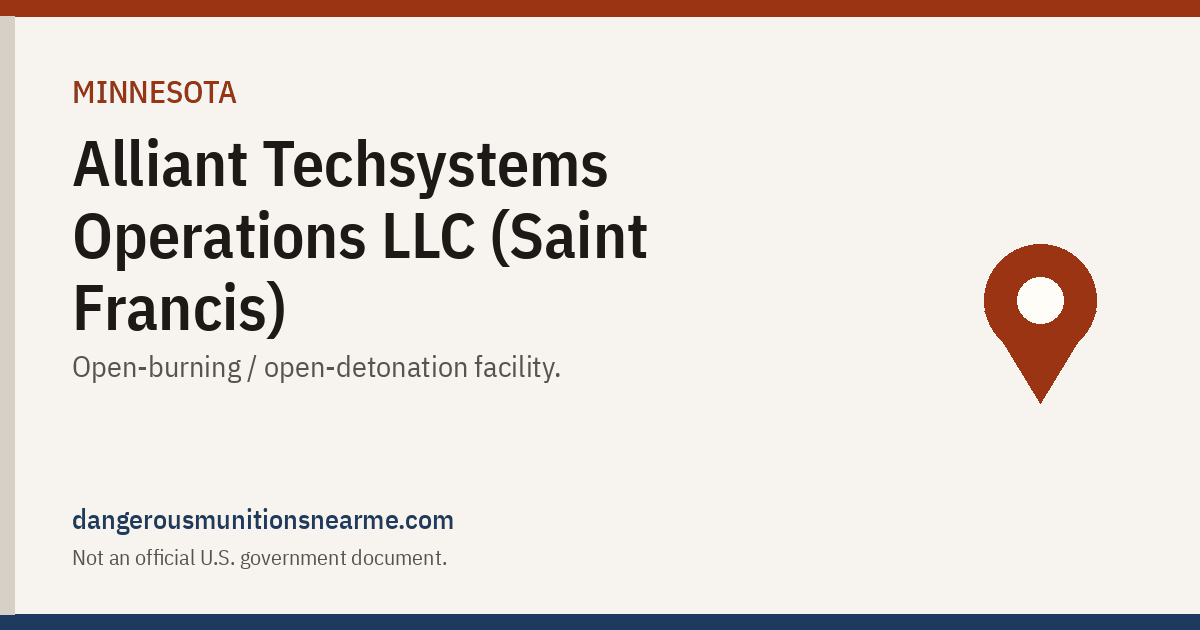 MINNESOTA
Alliant Techsystems
Operations LLC (Saint
Francis)
Open-burning / open-detonation facility.
dangerousmunitionsnearme.com
Not an official U.S. government document.